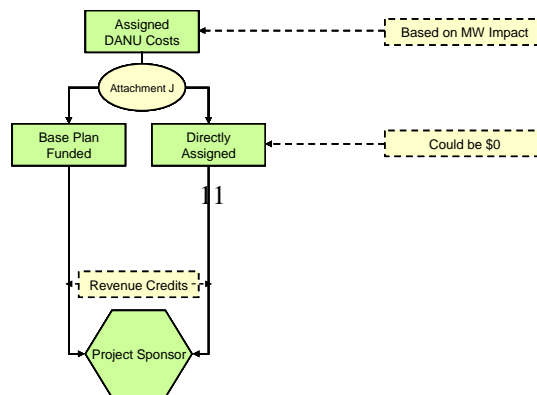 Assigned
DANU Costs
Based on MW Impact
Attachment J
Base Plan
Funded
Directly
Assigned
Could be $0
11
Revenue Credits
Project Sponsor